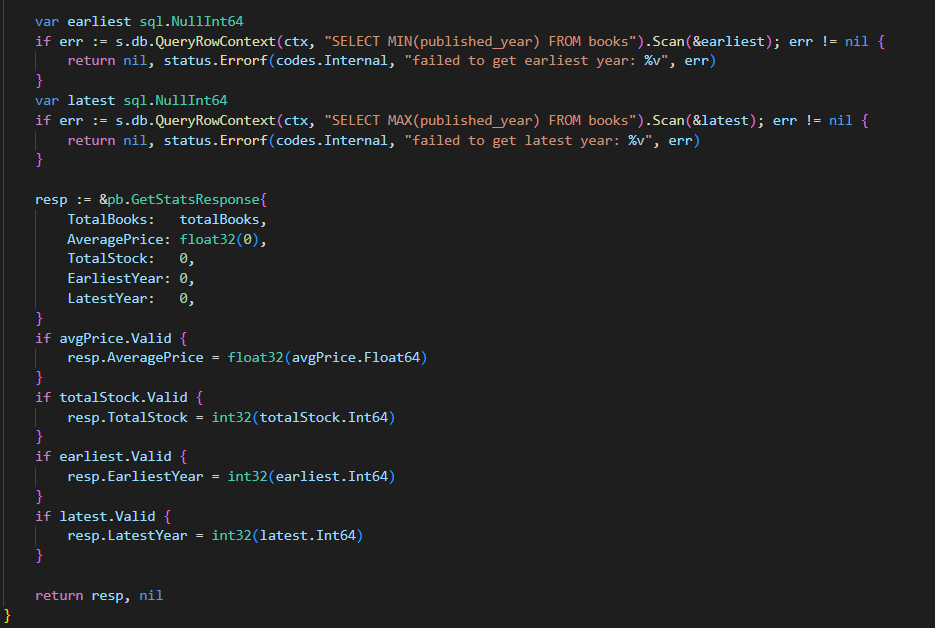 var earliest sql.NullInt64
if err := s.db.QueryRowContext(ctx, "SELECT MIN(published_year) FROM books").Scan(&earliest); err != nil {
return nil, status.Errorf(codes.Internal, "failed to get earliest year: %v", err)
}
var latest sql.NullInt64
if err := s.db.QueryRowContext(ctx, "SELECT MAX(published_year) FROM books").Scan(&latest); err != nil {
return nil, status.Errorf(codes.Internal, "failed to get latest year: %v", err)
}
resp := &pb.GetStatsResponse{
TotalBooks:   totalBooks,
AveragePrice: float32(0),
TotalStock:   0,
EarliestYear: 0,
LatestYear:   0,
}
if avgPrice.Valid {
resp.AveragePrice = float32(avgPrice.Float64)
}
if totalStock.Valid {
resp.TotalStock = int32(totalStock.Int64)
}
if earliest.Valid {
resp.EarliestYear = int32(earliest.Int64)
}
if latest.Valid {
resp.LatestYear = int32(latest.Int64)
}
return resp, nil
}